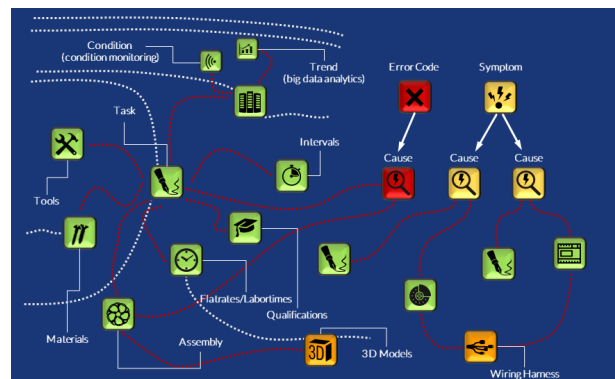 Condition
(condition monitoring)
Trend
(big data analytics)
Error Code
Symptom
Task
Intervals
Cause
Cause
Cause
Tools
Flatrates/Labortimes
Qualifications
Materials
Assembly
3D
3D Models
Wiring Harness